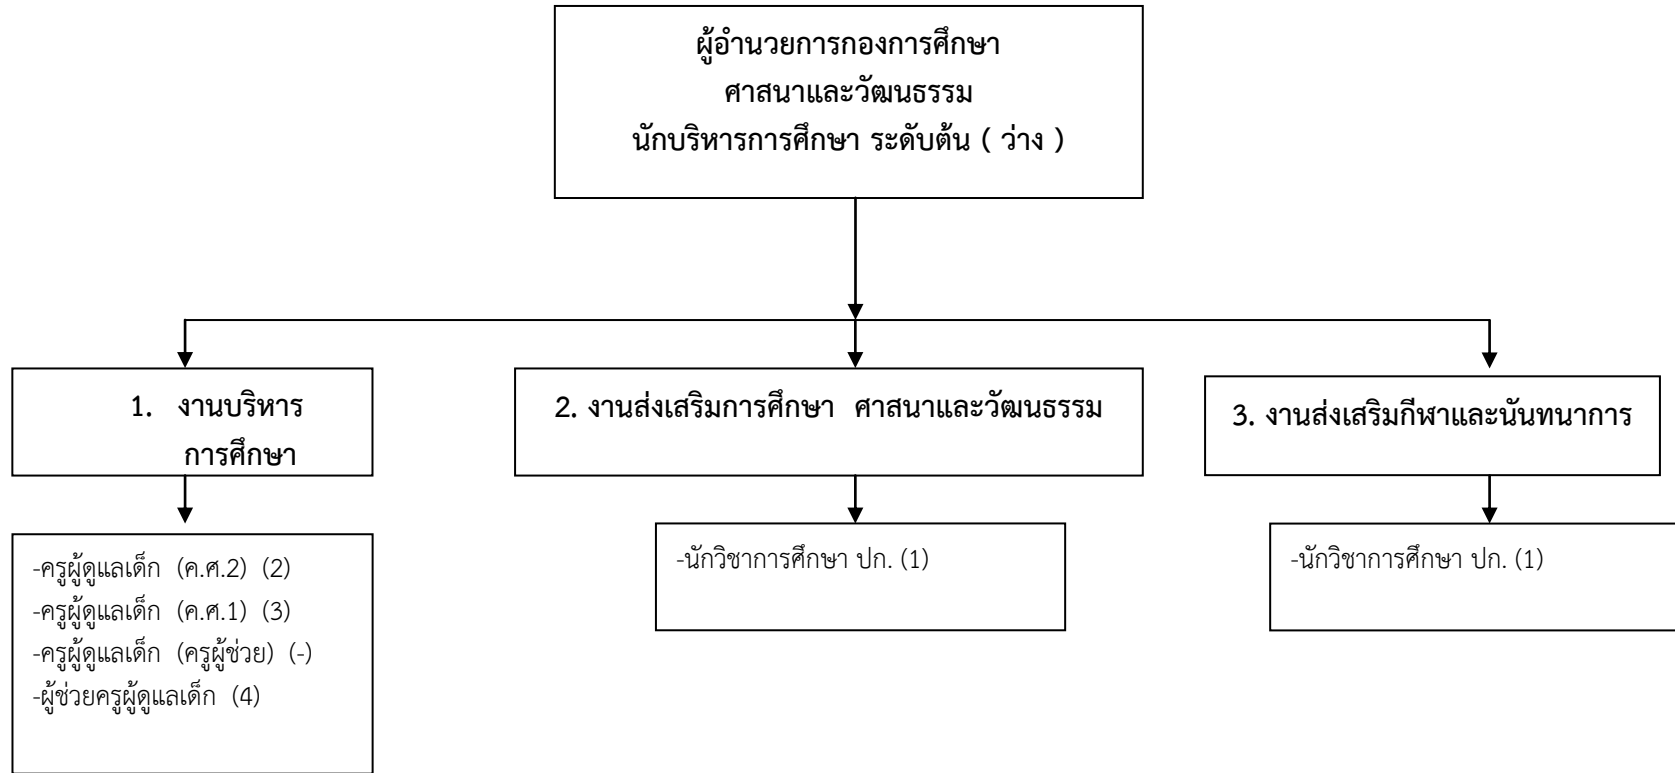 ผู้อำนวยการกองการศึกษา
ศาสนาและวัฒนธรรม
นักบริหารการศึกษา ระดับต้น ( ว่าง )
1. งานบริหาร
การศึกษา
2. งานส่งเสริมการศึกษา ศาสนาและวัฒนธรรม
3. งานส่งเสริมกีฬาและนันทนาการ
-ครูผู้ดูแลเด็ก (ค.ศ.2) (2)
-ครูผู้ดูแลเด็ก (ค.ศ.1) (3)
-ครูผู้ดูแลเด็ก (ครูผู้ช่วย) (-)
-ผู้ช่วยครูผู้ดูแลเด็ก (4)
-นักวิชาการศึกษา ปก. (1)
-นักวิชาการศึกษา ปก. (1)